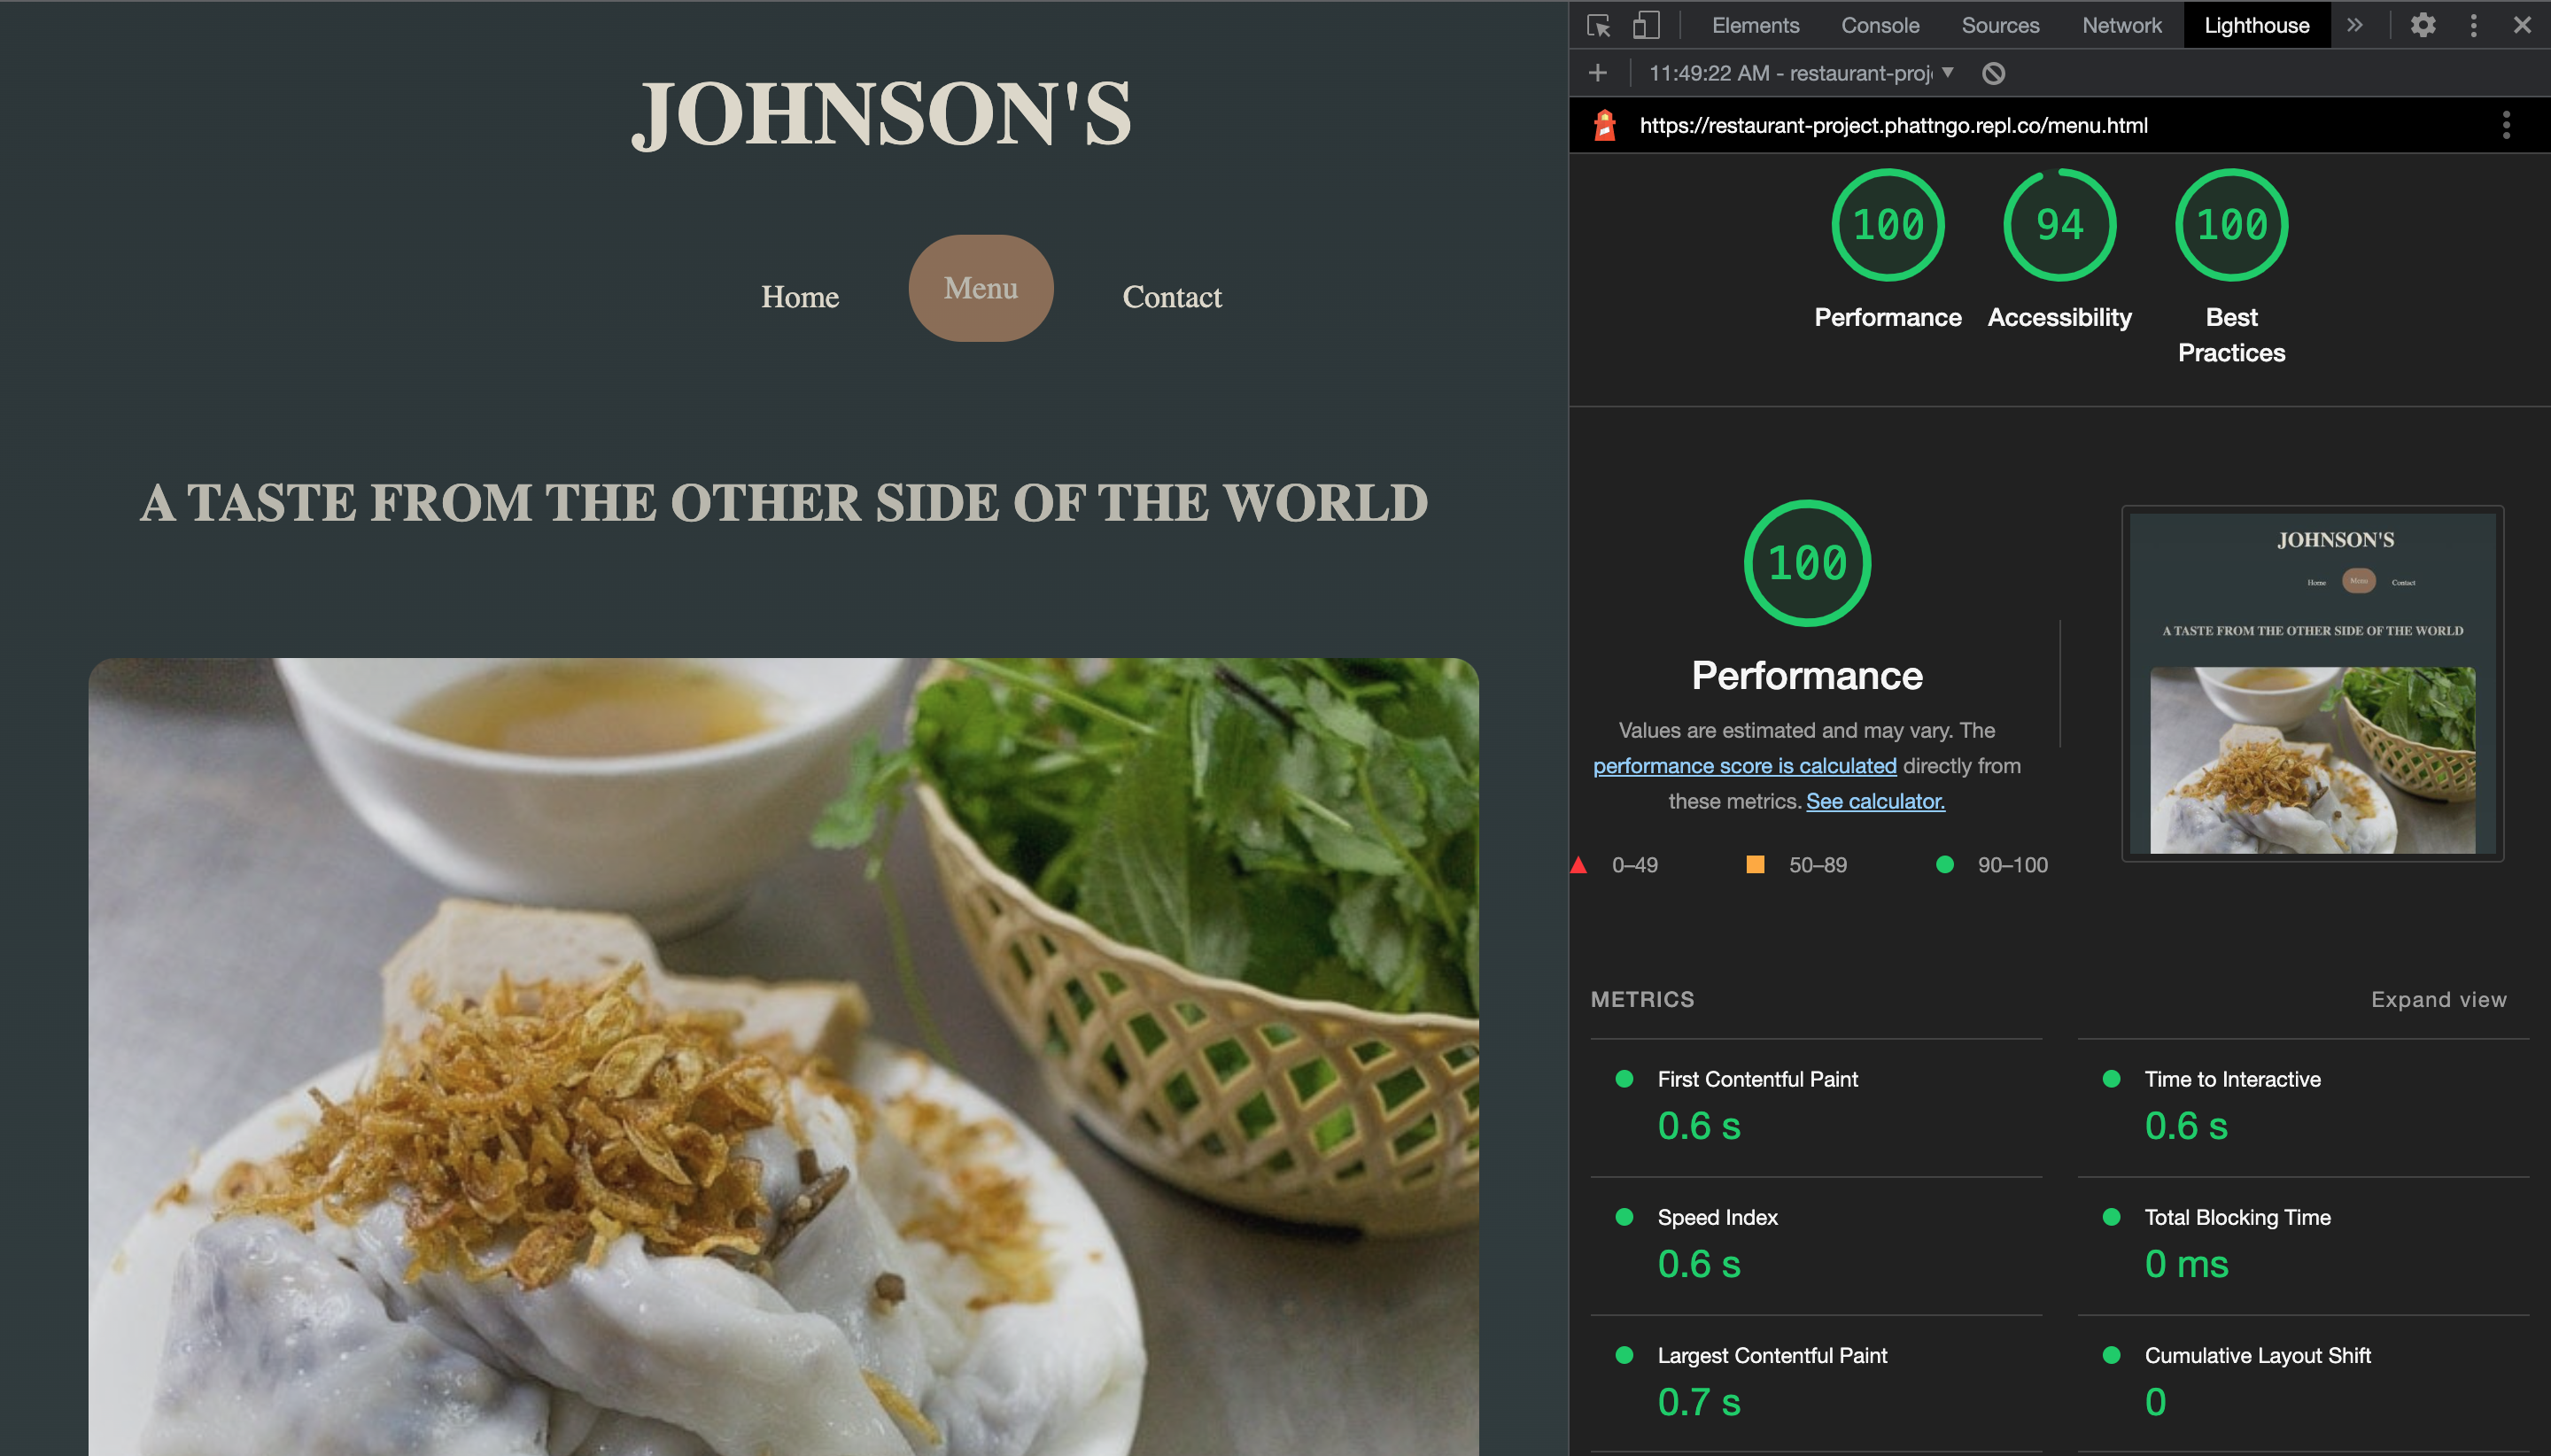 JOHNSON'S
Home
Menu
Contact
A TASTE FROM THE OTHER SIDE OF THE WORLD
Elements Console Sources Network Lighthouse
11:49:22 AM - restaurant-proj
https://restaurant-project.phattngo.repl.co/menu.html
100
Performance
94
Accessibility
100
Best
Practices
100
Performance
Values are estimated and may vary. The
performance score is calculated directly from
these metrics. See calculator.
0–49 50–89 90–100
JOHNSON'S
Home Menu Contact
A TASTE FROM THE OTHER SIDE OF THE WORLD
METRICS
Expand view
First Contentful Paint
0.6 s
Time to Interactive
0.6 s
Speed Index
0.6 s
Total Blocking Time
0 ms
Largest Contentful Paint
0.7 s
Cumulative Layout Shift
0